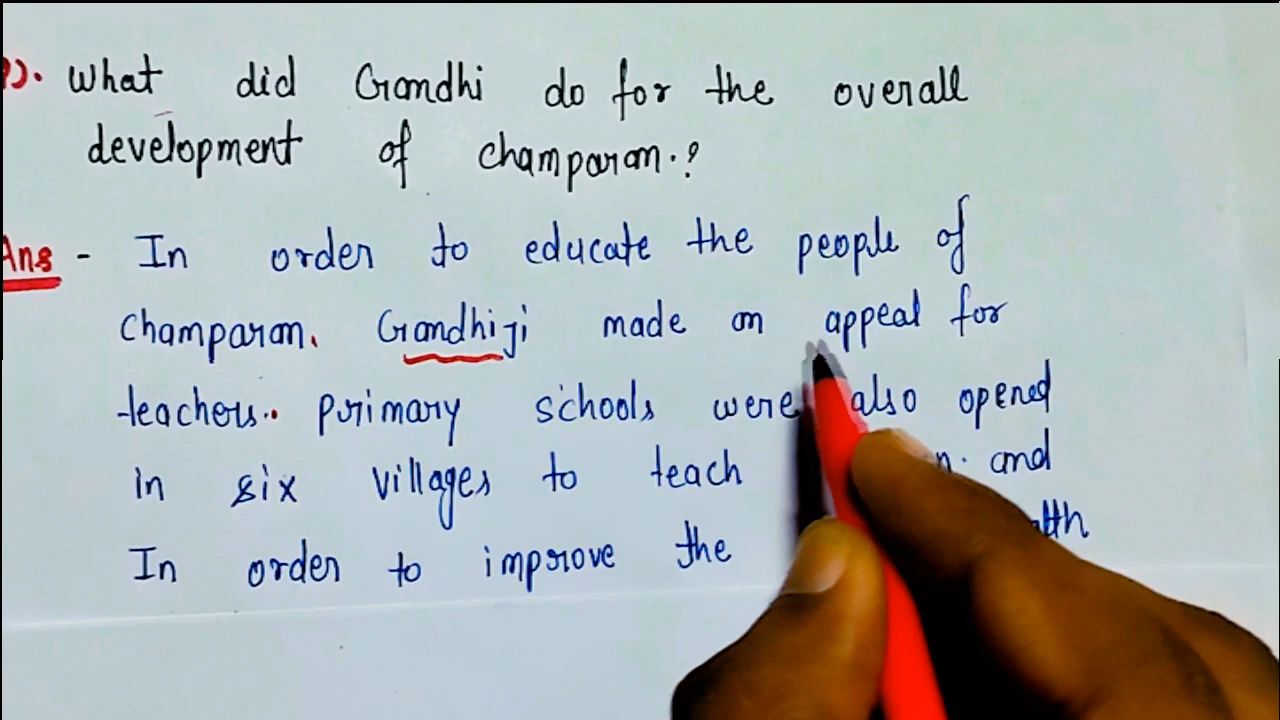 What did Gandhi do for the overall
development of champaran.?
Ans - In order to educate the people of
champaran. Gandhiji made an appeal for
teachers.. primary schools were also opened
in six villages to teach and
In order to improve the